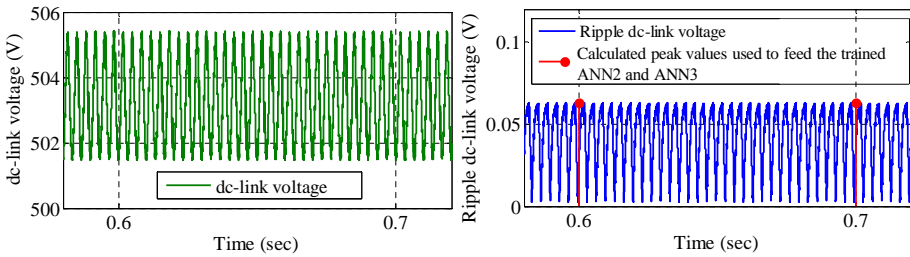 506
504
502
500
dc-link voltage (V)
dc-link voltage
0.6
0.7
Time (sec)
0.1
0.05
0
Ripple dc-link voltage (V)
Ripple dc-link voltage
Calculated peak values used to feed the trained
ANN2 and ANN3
0.6
0.7
Time (sec)